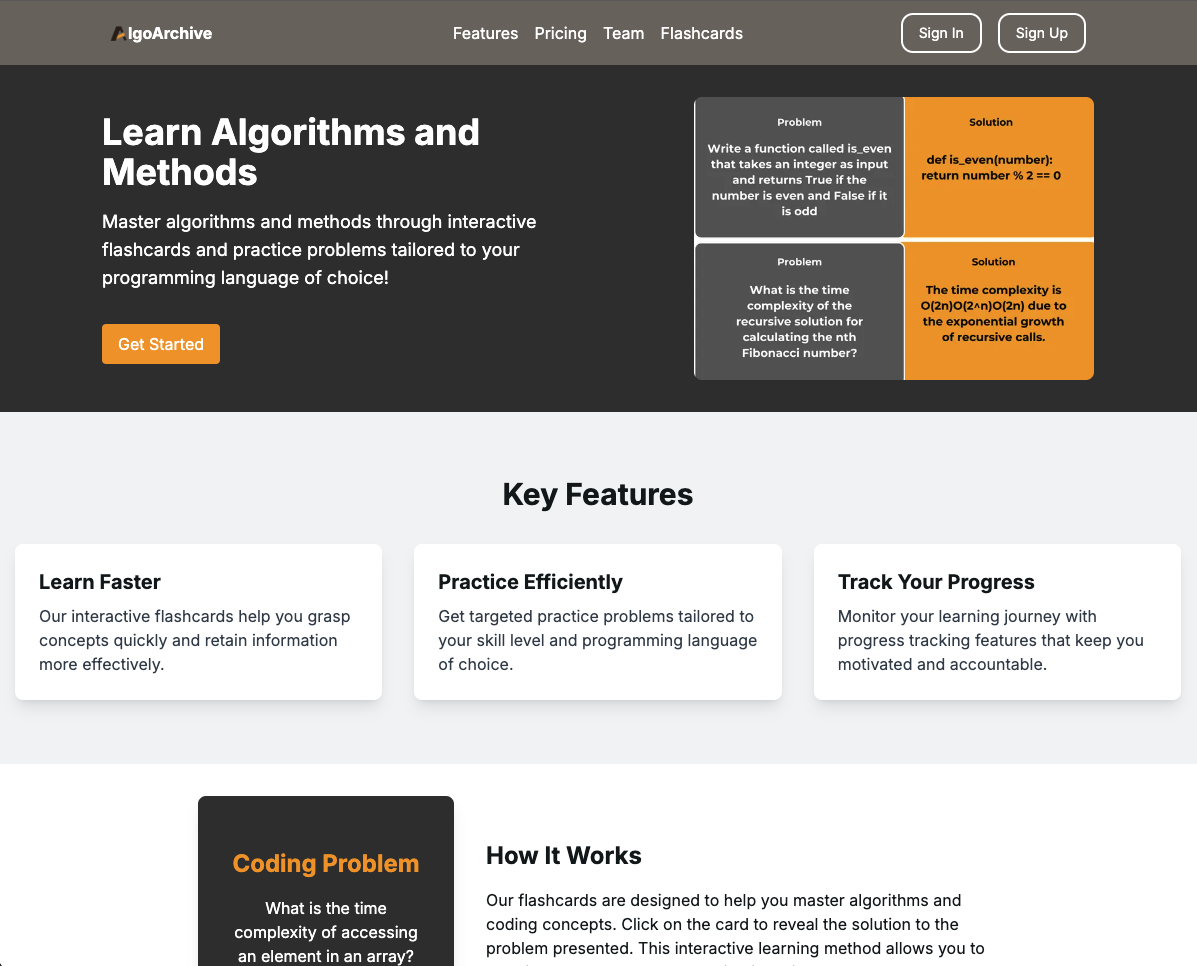 AlgoArchive
Features Pricing Team Flashcards
Sign In
Sign Up
Learn Algorithms and
Methods
Master algorithms and methods through interactive
flashcards and practice problems tailored to your
programming language of choice!
Get Started
Problem
Write a function called is_even
that takes an integer as input
and returns True if the
number is even and False if it
is odd
Solution
def is_even(number):
return number % 2 == 0
Problem
What is the time
complexity of the
recursive solution for
calculating the nth
Fibonacci number?
Solution
The time complexity is
O(2n)O(2^n)O(2n) due to
the exponential growth
of recursive calls.
Key Features
Learn Faster
Our interactive flashcards help you grasp
concepts quickly and retain information
more effectively.
Practice Efficiently
Get targeted practice problems tailored to
your skill level and programming language
of choice.
Track Your Progress
Monitor your learning journey with
progress tracking features that keep you
motivated and accountable.
Coding Problem
What is the time
complexity of accessing
an element in an array?
How It Works
Our flashcards are designed to help you master algorithms and
coding concepts. Click on the card to reveal the solution to the
problem presented. This interactive learning method allows you to